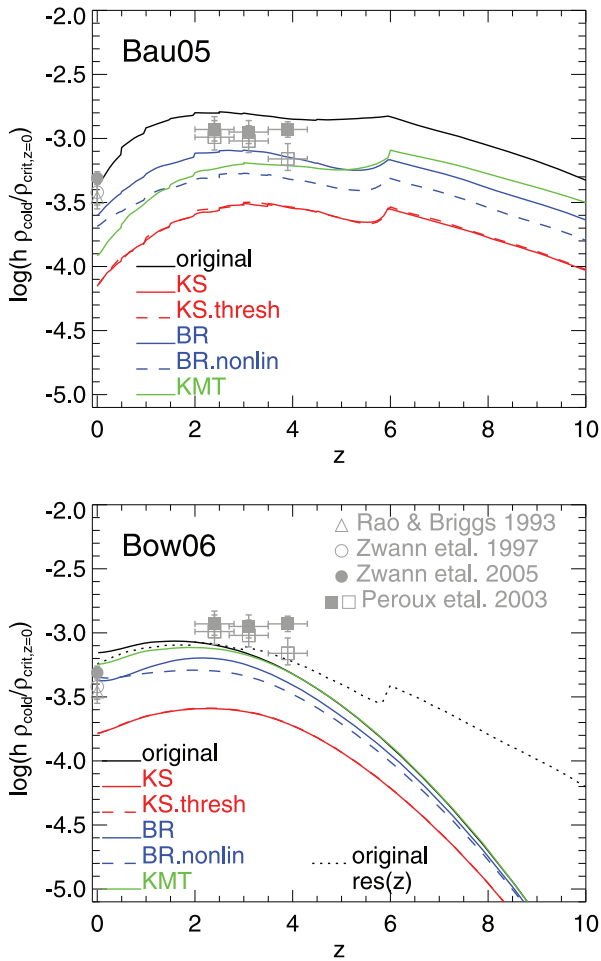 Bau05
-2.0
-2.5
-3.0
-3.5
-4.0
-4.5
-5.0
log(h ρcold/ρcrit,z=0)
original
KS
KS.thresh
BR
BR.nonlin
KMT
0 2 4 6 8 10
z
Bow06
-2.0
-2.5
-3.0
-3.5
-4.0
-4.5
-5.0
log(h ρcold/ρcrit,z=0)
Rao & Briggs 1993
Zwann etal. 1997
Zwann etal. 2005
Peroux etal. 2003
original
KS
KS.thresh
BR
BR.nonlin
KMT
original
res(z)
0 2 4 6 8 10
z